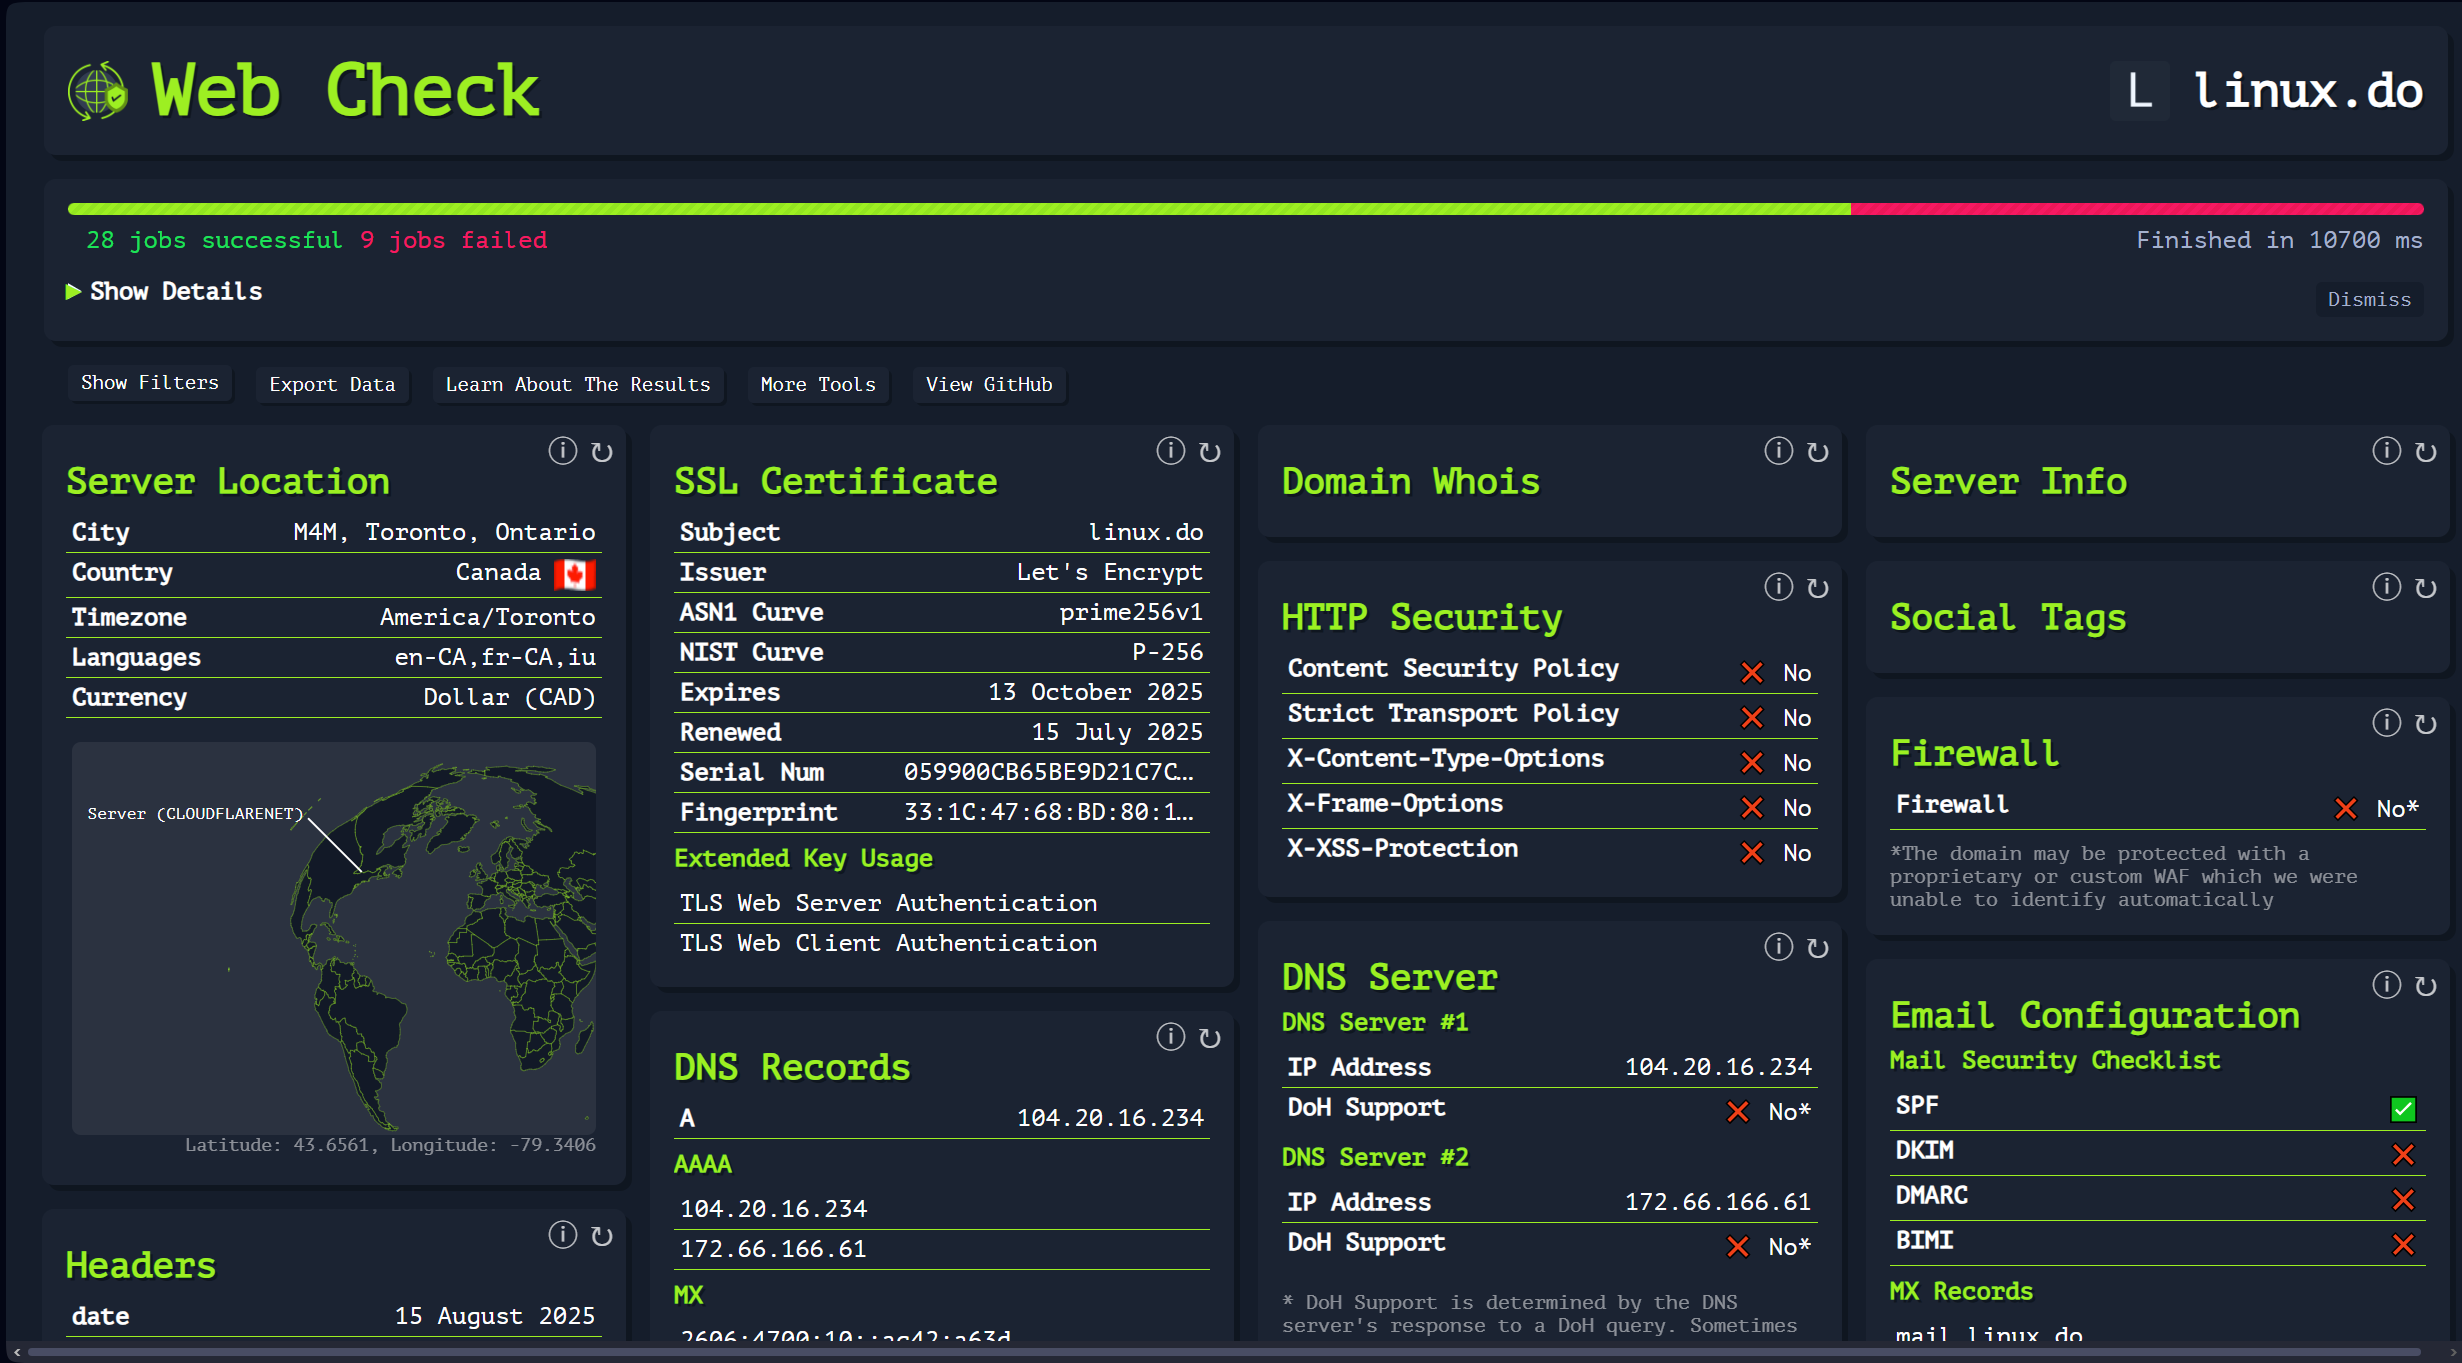 Web Check
L linux.do
28 jobs successful 9 jobs failed
Finished in 10700 ms
Show Details
Dismiss
Show Filters
Export Data
Learn About The Results
More Tools
View GitHub
Server Location
City M4M, Toronto, Ontario
Country Canada
Timezone America/Toronto
Languages en-CA,fr-CA,iu
Currency Dollar (CAD)
Server (CLOUDFLARENET)
Latitude: 43.6561, Longitude: -79.3406
Headers
date 15 August 2025
SSL Certificate
Subject linux.do
Issuer Let's Encrypt
ASN1 Curve prime256v1
NIST Curve P-256
Expires 13 October 2025
Renewed 15 July 2025
Serial Num 059900CB65BE9D21C7C…
Fingerprint 33:1C:47:68:BD:80:1…
Extended Key Usage
TLS Web Server Authentication
TLS Web Client Authentication
DNS Records
A 104.20.16.234
AAAA
104.20.16.234
172.66.166.61
MX
2606:4700:10::ac42:a63d
Domain Whois
HTTP Security
Content Security Policy ❌ No
Strict Transport Policy ❌ No
X-Content-Type-Options ❌ No
X-Frame-Options ❌ No
X-XSS-Protection ❌ No
DNS Server
DNS Server #1
IP Address 104.20.16.234
DoH Support ❌ No*
DNS Server #2
IP Address 172.66.166.61
DoH Support ❌ No*
* DoH Support is determined by the DNS
server's response to a DoH query. Sometimes
Server Info
Social Tags
Firewall
Firewall ❌ No*
*The domain may be protected with a
proprietary or custom WAF which we were
unable to identify automatically
Email Configuration
Mail Security Checklist
SPF ✅
DKIM ❌
DMARC ❌
BIMI ❌
MX Records
mail.linux.do